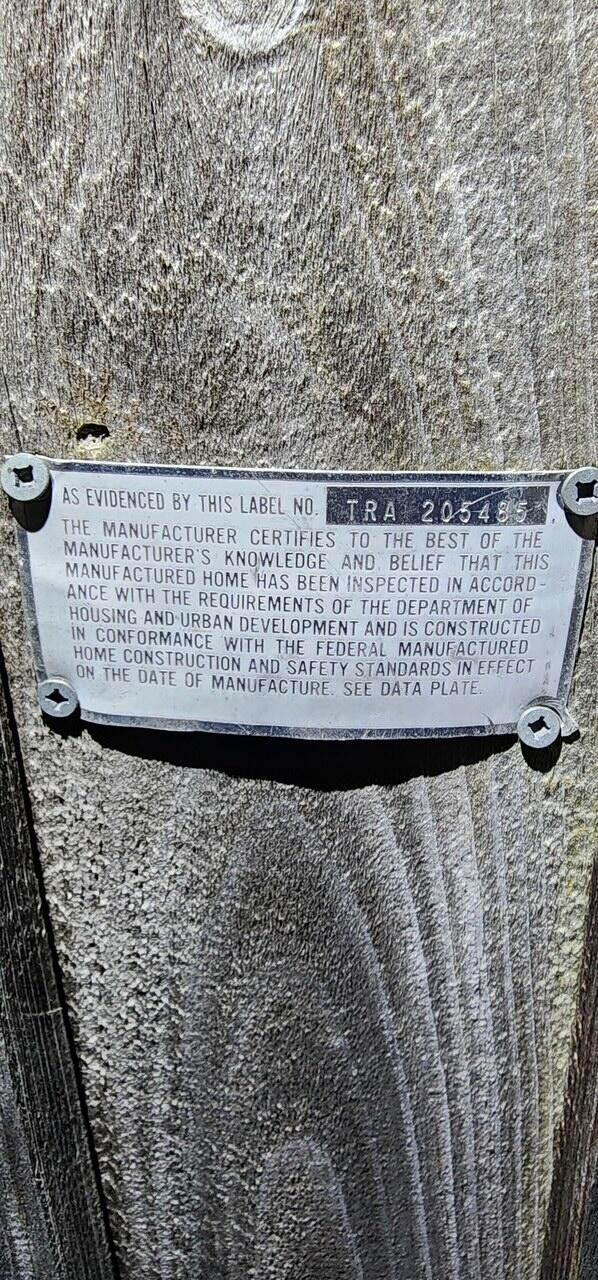 AS EVIDENCED BY THIS LABEL NO. TRA 205485
THE MANUFACTURER CERTIFIES TO THE BEST OF THE
MANUFACTURER'S KNOWLEDGE AND BELIEF THAT THIS
MANUFACTURED HOME HAS BEEN INSPECTED IN ACCORD-
ANCE WITH THE REQUIREMENTS OF THE DEPARTMENT OF
HOUSING AND URBAN DEVELOPMENT AND IS CONSTRUCTED
IN CONFORMANCE WITH THE FEDERAL MANUFACTURED
HOME CONSTRUCTION AND SAFETY STANDARDS IN EFFECT
ON THE DATE OF MANUFACTURE. SEE DATA PLATE.